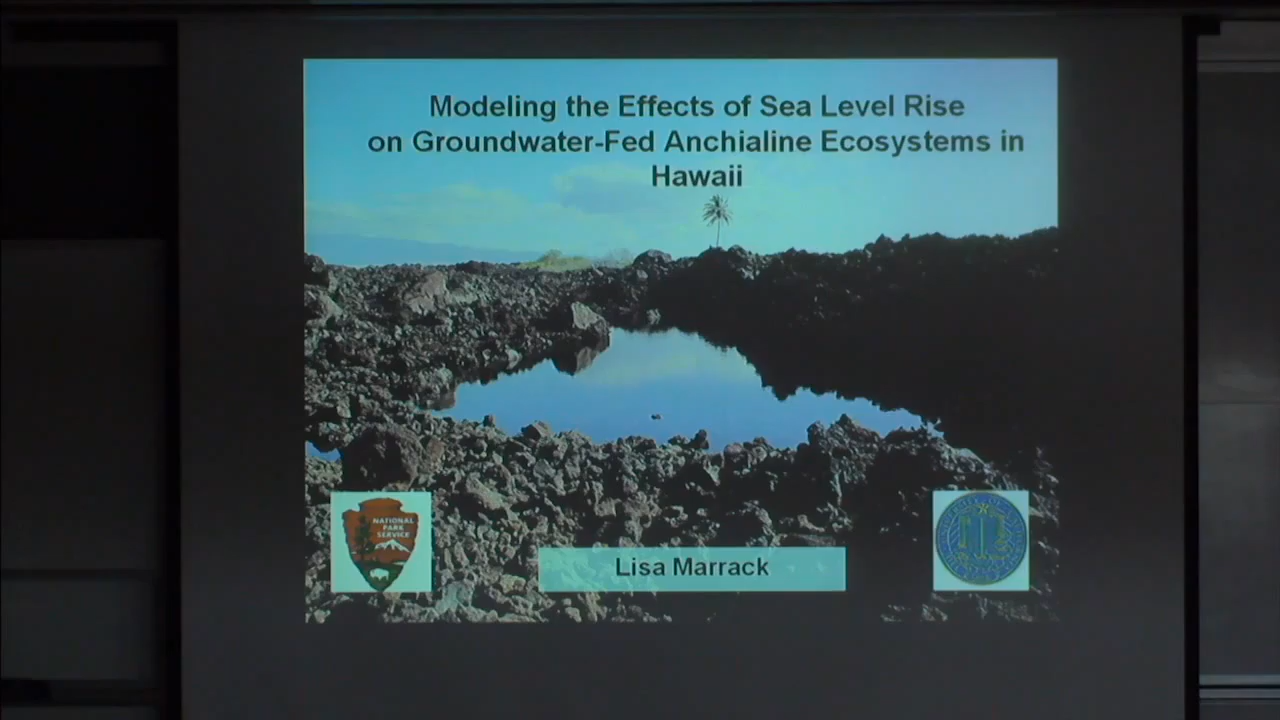 Modeling the Effects of Sea Level Rise
on Groundwater-Fed Anchialine Ecosystems in
Hawaii
NATIONAL
PARK
SERVICE
Lisa Marrack